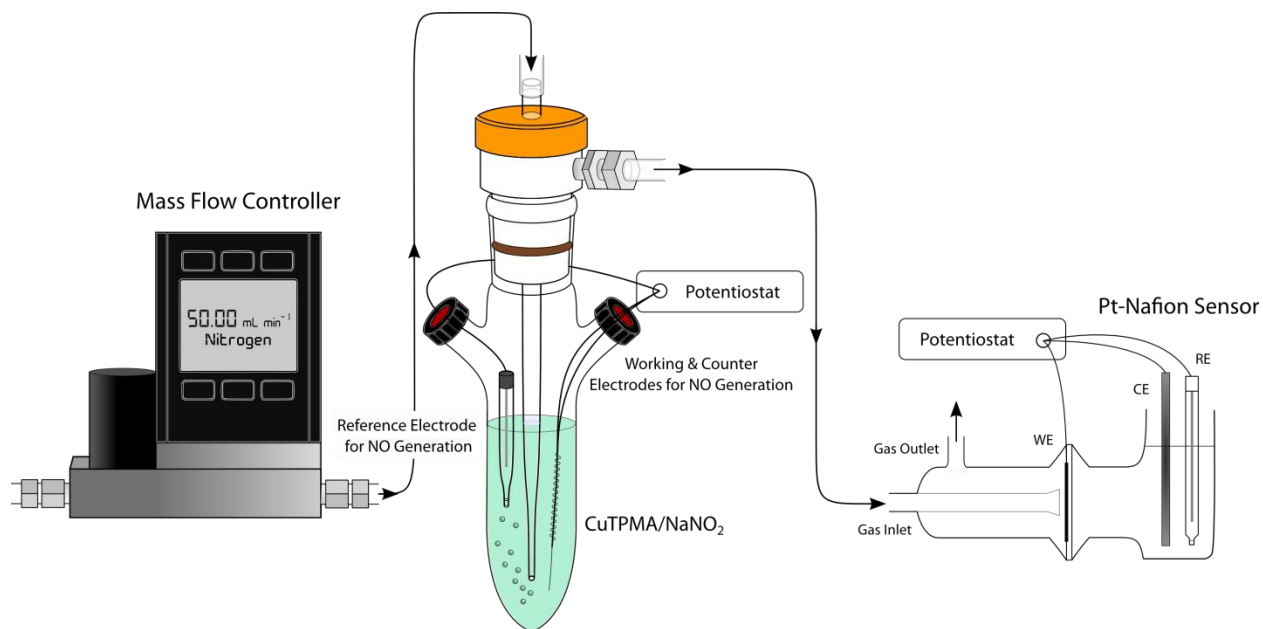 Mass Flow Controller
50.00 mL min⁻¹
Nitrogen
Reference Electrode
for NO Generation
Potentiostat
Working & Counter
Electrodes for NO Generation
CuTPMA/NaNO₂
Pt-Nafion Sensor
Potentiostat
RE
CE
WE
Gas Outlet
Gas Inlet